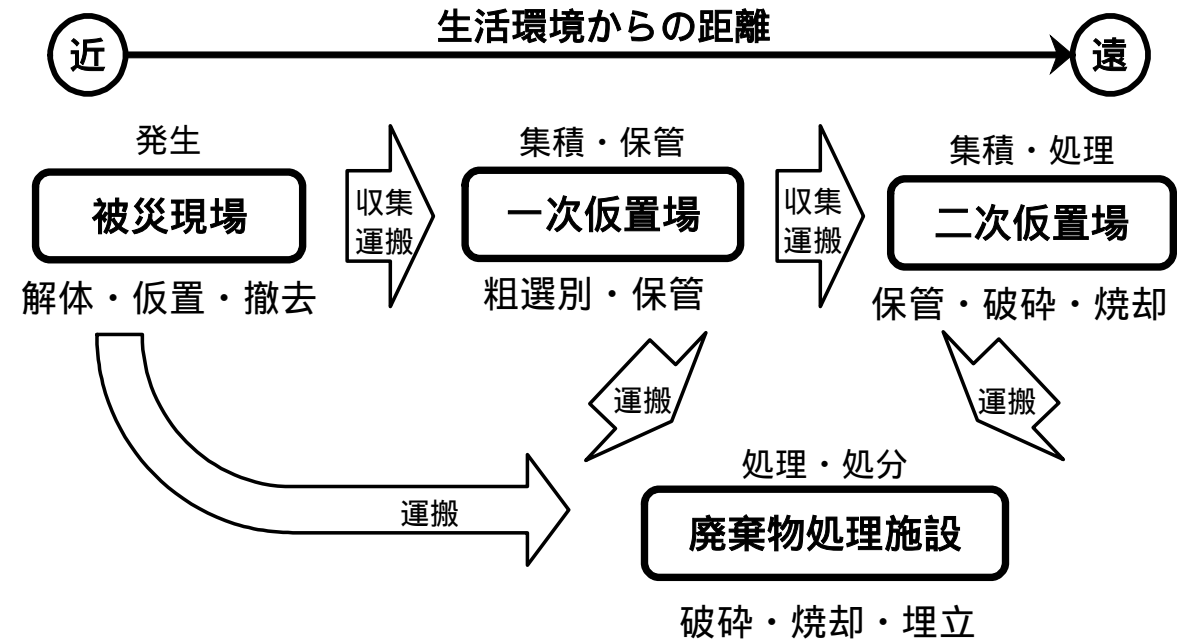 生活環境からの距離
近
遠
発生
被災現場
解体・仮置・撤去
収集
運搬
集積・保管
一次仮置場
粗選別・保管
収集
運搬
集積・処理
二次仮置場
保管・破砕・焼却
運搬
運搬
運搬
処理・処分
廃棄物処理施設
破砕・焼却・埋立